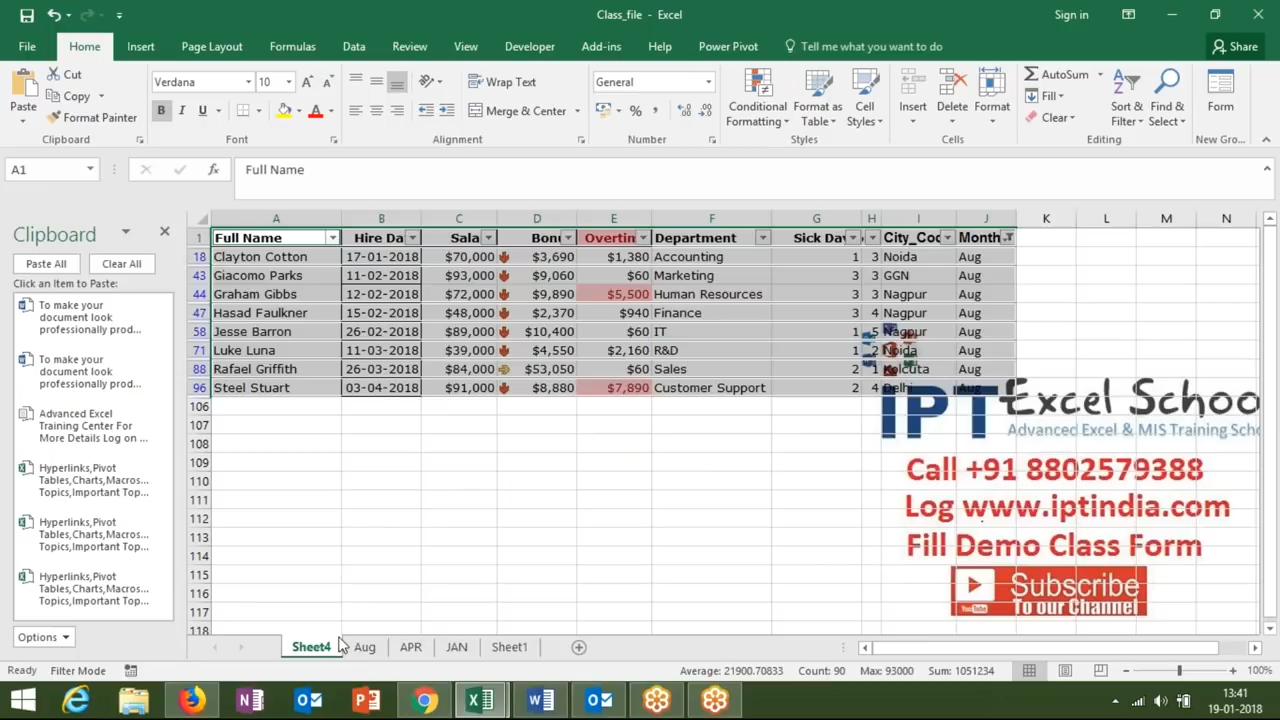 Class_file - Excel
Sign in
File Home Insert Page Layout Formulas Data Review View Developer Add-ins Help Power Pivot Tell me what you want to do Share
Paste
Cut
Copy
Format Painter
Clipboard
Verdana 10
B I U
Font
Wrap Text
Merge & Center
Alignment
General
Number
Conditional Formatting
Format as Table
Cell Styles
Styles
Insert
Delete
Format
Cells
AutoSum
Fill
Clear
Sort & Filter
Find & Select
Editing
Form
New Gro...
A1 fx Full Name
Clipboard
Paste All Clear All
Click an Item to Paste:
To make your
document look
professionally prod...
To make your
document look
professionally prod...
Advanced Excel
Training Center For
More Details Log on ...
Hyperlinks,Pivot
Tables,Charts,Macros...
Topics,Important Top...
Hyperlinks,Pivot
Tables,Charts,Macros...
Topics,Important Top...
Hyperlinks,Pivot
Tables,Charts,Macros...
Topics,Important Top...
Options
A B C D E F G H I J K L M N
1 Full Name Hire Da Sala Bonu Overtin Department Sick Day City_Coc Month
18 Clayton Cotton 17-01-2018 $70,000 $3,690 $1,380 Accounting 1 3 Noida Aug
43 Giacomo Parks 11-02-2018 $93,000 $9,060 $60 Marketing 3 3 GGN Aug
44 Graham Gibbs 12-02-2018 $72,000 $9,890 $5,500 Human Resources 3 3 Nagpur Aug
47 Hasad Faulkner 15-02-2018 $48,000 $2,370 $940 Finance 3 4 Nagpur Aug
58 Jesse Barron 26-02-2018 $89,000 $10,400 $60 IT 1 5 Nagpur Aug
71 Luke Luna 11-03-2018 $39,000 $4,550 $2,160 R&D 1 2 Noida Aug
88 Rafael Griffith 26-03-2018 $84,000 $53,050 $60 Sales 2 1 Kolcuta Aug
96 Steel Stuart 03-04-2018 $91,000 $8,880 $7,890 Customer Support 2 4 Delhi Aug
106
107
108
109
110
111
112
113
114
115
116
117
118
IPT Excel Schoo
Advanced Excel & MIS Training Scho
Call +91 8802579388
Log www.iptindia.com
Fill Demo Class Form
Subscribe
YouTube To our Channel
Sheet4 Aug APR JAN Sheet1
Ready Filter Mode Average: 21900.70833 Count: 90 Max: 93000 Sum: 1051234 100%
13:41
19-01-2018